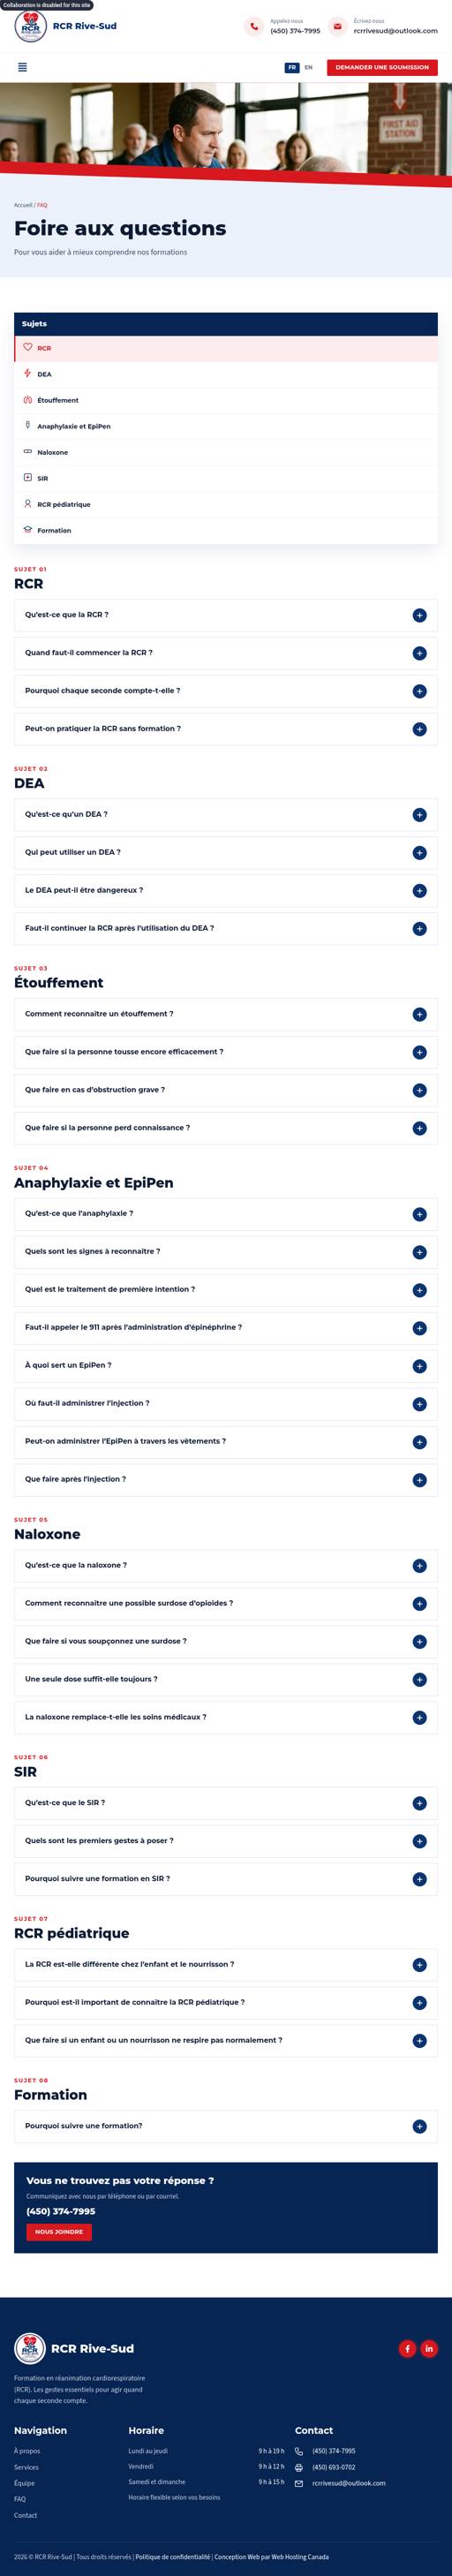 Collaboration is disabled for this site
RCR
RCR Rive-Sud
Appelez-nous
(450) 374-7995
Écrivez-nous
rcrrivesud@outlook.com
FR
EN
DEMANDER UNE SOUMISSION
FIRST AID
STATION
Accueil / FAQ
Foire aux questions
Pour vous aider à mieux comprendre nos formations
Sujets
RCR
DEA
Étouffement
Anaphylaxie et EpiPen
Naloxone
SIR
RCR pédiatrique
Formation
SUJET 01
RCR
Qu'est-ce que la RCR ?
Quand faut-il commencer la RCR ?
Pourquoi chaque seconde compte-t-elle ?
Peut-on pratiquer la RCR sans formation ?
SUJET 02
DEA
Qu'est-ce qu'un DEA ?
Qui peut utiliser un DEA ?
Le DEA peut-il être dangereux ?
Faut-il continuer la RCR après l'utilisation du DEA ?
SUJET 03
Étouffement
Comment reconnaître un étouffement ?
Que faire si la personne tousse encore efficacement ?
Que faire en cas d'obstruction grave ?
Que faire si la personne perd connaissance ?
SUJET 04
Anaphylaxie et EpiPen
Qu'est-ce que l'anaphylaxie ?
Quels sont les signes à reconnaître ?
Quel est le traitement de première intention ?
Faut-il appeler le 911 après l'administration d'épinéphrine ?
À quoi sert un EpiPen ?
Où faut-il administrer l'injection ?
Peut-on administrer l'EpiPen à travers les vêtements ?
Que faire après l'injection ?
SUJET 05
Naloxone
Qu'est-ce que la naloxone ?
Comment reconnaître une possible surdose d'opioïdes ?
Que faire si vous soupçonnez une surdose ?
Une seule dose suffit-elle toujours ?
La naloxone remplace-t-elle les soins médicaux ?
SUJET 06
SIR
Qu'est-ce que le SIR ?
Quels sont les premiers gestes à poser ?
Pourquoi suivre une formation en SIR ?
SUJET 07
RCR pédiatrique
La RCR est-elle différente chez l'enfant et le nourrisson ?
Pourquoi est-il important de connaître la RCR pédiatrique ?
Que faire si un enfant ou un nourrisson ne respire pas normalement ?
SUJET 08
Formation
Pourquoi suivre une formation?
Vous ne trouvez pas votre réponse ?
Communiquez avec nous par téléphone ou par courriel.
(450) 374-7995
NOUS JOINDRE
RCR
RCR Rive-Sud
Formation en réanimation cardiorespiratoire
(RCR). Les gestes essentiels pour agir quand
chaque seconde compte.
Navigation
À propos
Services
Équipe
FAQ
Contact
Horaire
Lundi au jeudi 9 h à 19 h
Vendredi 9 h à 12 h
Samedi et dimanche 9 h à 15 h
Horaire flexible selon vos besoins
Contact
(450) 374-7995
(450) 693-0702
rcrrivesud@outlook.com
2026 © RCR Rive-Sud | Tous droits réservés | Politique de confidentialité | Conception Web par Web Hosting Canada